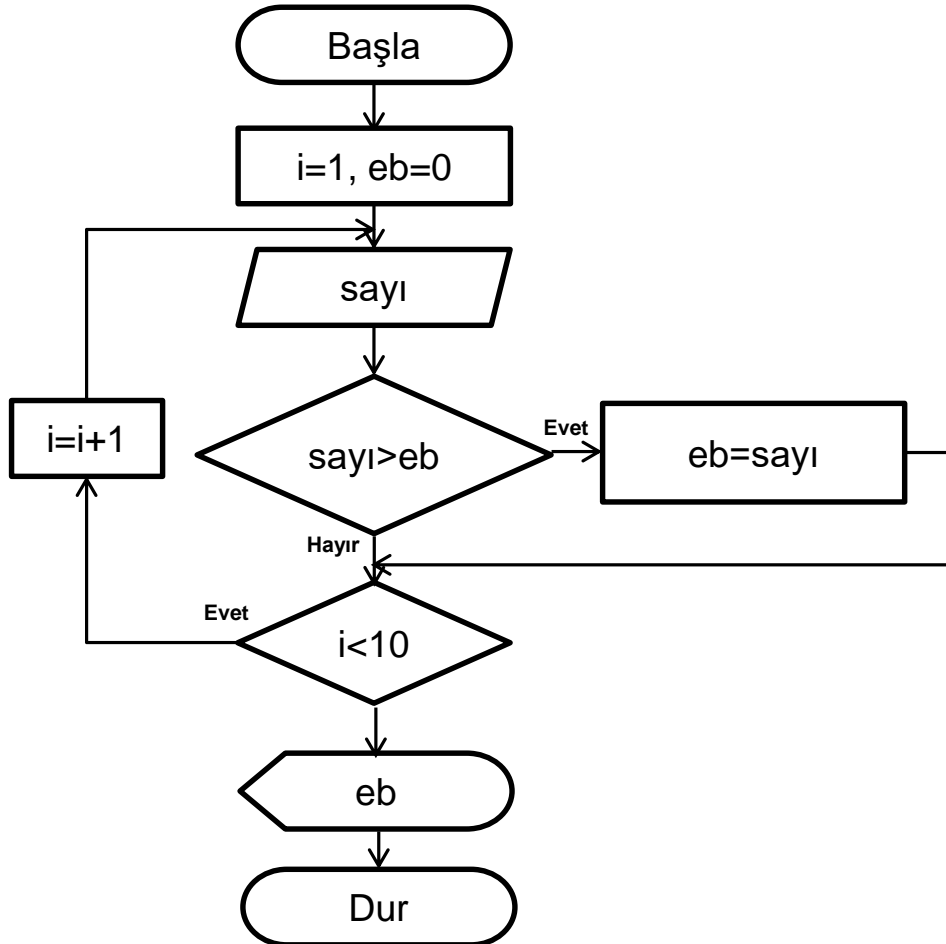 Başla
i=1, eb=0
sayı
i=i+1
sayı>eb
Evet
eb=sayı
Hayır
Evet
i<10
eb
Dur